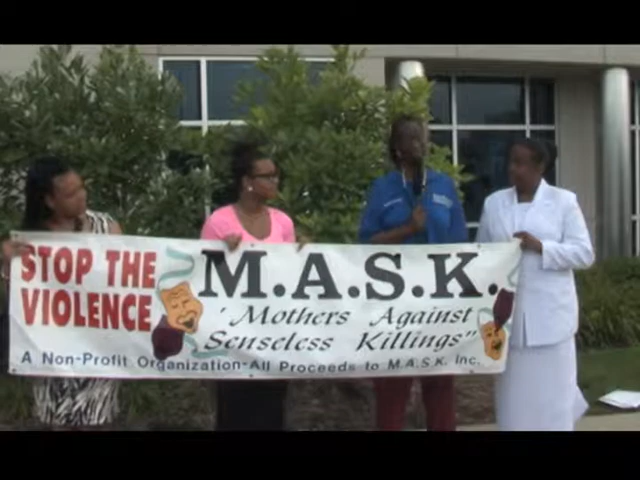 STOP THE
VIOLENCE
M.A.S.K.
'Mothers Against
Senseless Killings"
A Non-Profit Organization-All Proceeds to M.A.S.K. Inc.